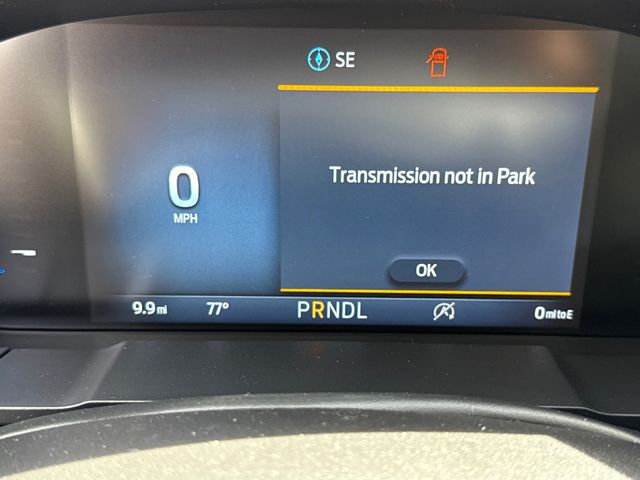 SE
Transmission not in Park
0
MPH
OK
9.9 mi 77° PRNDL 0 mi to E